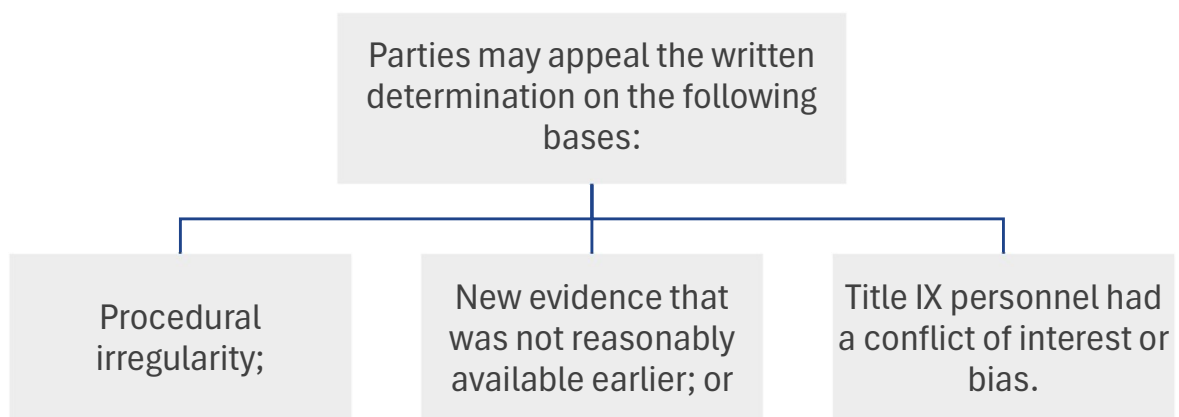 Parties may appeal the written
determination on the following
bases:
Procedural
irregularity;
New evidence that
was not reasonably
available earlier; or
Title IX personnel had
a conflict of interest or
bias.